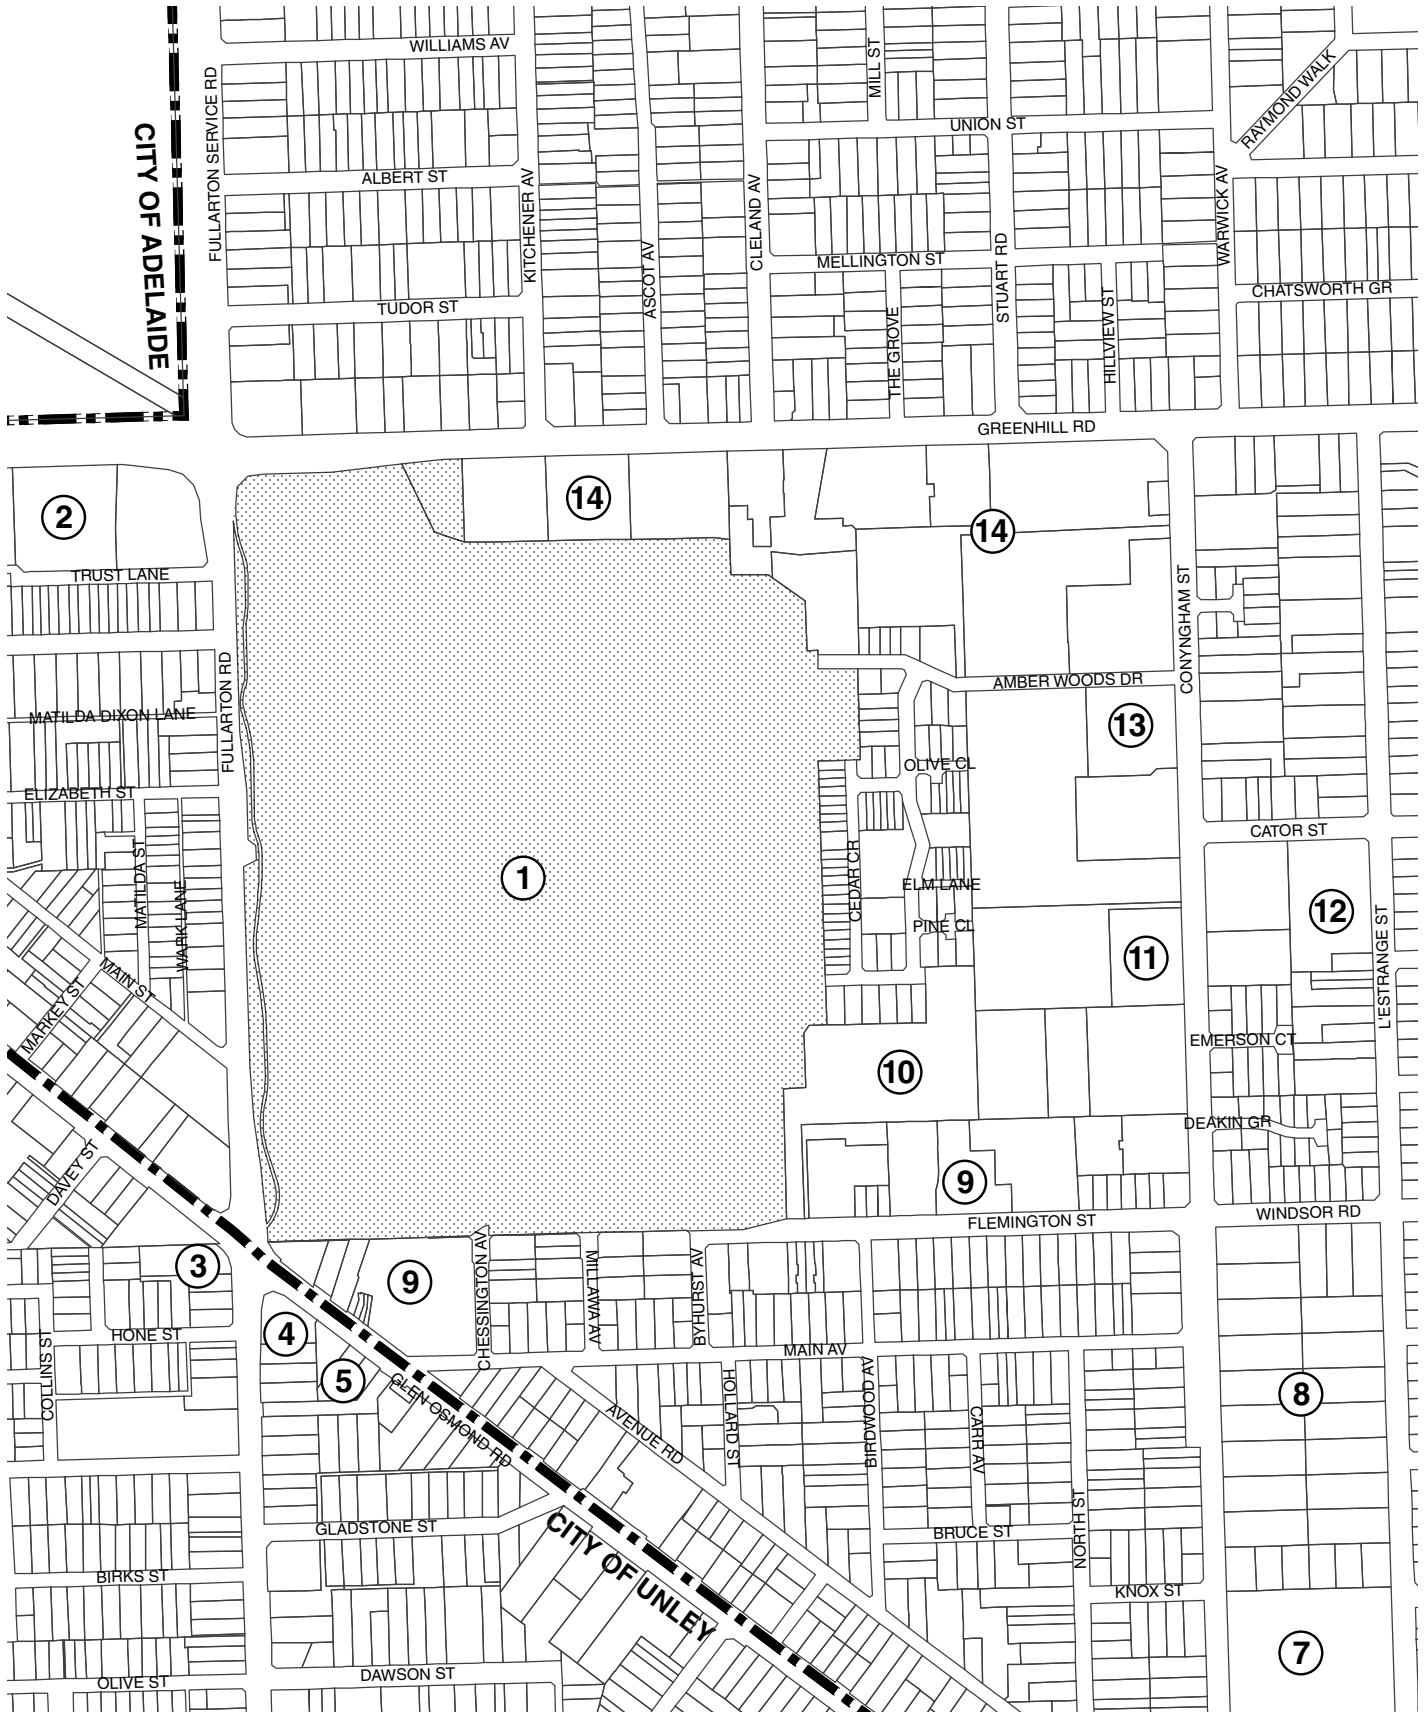 WILLIAMS AV
MILL ST
RAYMOND WALK
FULLARTON SERVICE RD
CITY OF ADELAIDE
UNION ST
ALBERT ST
KITCHENER AV
ASCOT AV
CLELAND AV
WARWICK AV
MELLINGTON ST
STUART RD
TUDOR ST
THE GROVE
HILLVIEW ST
CHATSWORTH GR
GREENHILL RD
2
14
14
TRUST LANE
CONYNGHAM ST
FULLARTON RD
AMBER WOODS DR
MATILDA DIXON LANE
13
OLIVE CL
ELIZABETH ST
CATOR ST
MATILDA ST
WARK LANE
1
CEDAR CR
ELM LANE
PINE CL
12
11
L'ESTRANGE ST
MAIN ST
MARKEY ST
EMERSON CT
10
DEAKIN GR
DAVEY ST
9
FLEMINGTON ST
WINDSOR RD
3
9
CHESSINGTON AV
MILLAWA AV
BYHURST AV
4
HONE ST
MAIN AV
COLLINS ST
5
GLEN OSMOND RD
HOLLARD ST
BIRDWOOD AV
CARR AV
8
AVENUE RD
GLADSTONE ST
CITY OF UNLEY
BRUCE ST
NORTH ST
BIRKS ST
KNOX ST
7
DAWSON ST
OLIVE ST